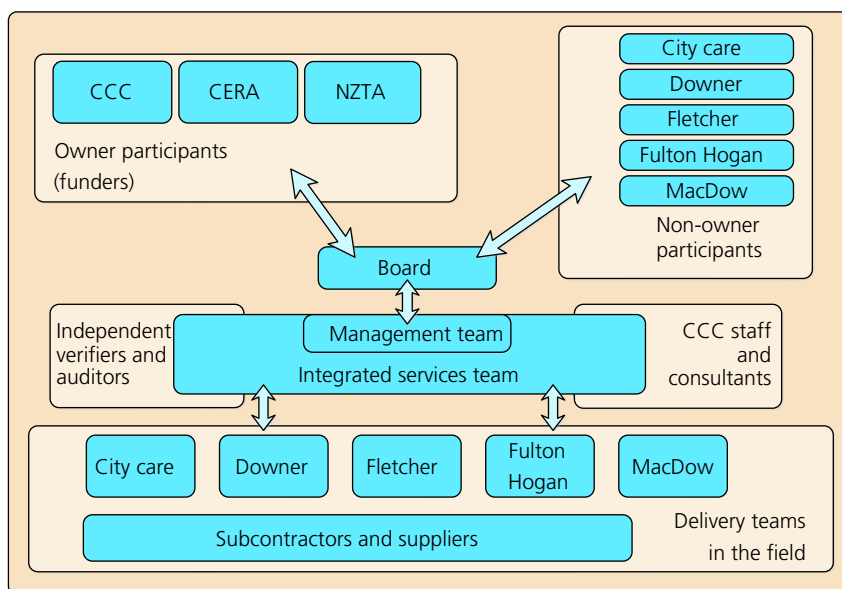 CCC
CERA
NZTA
Owner participants
(funders)
City care
Downer
Fletcher
Fulton Hogan
MacDow
Non-owner
participants
Board
Independent
verifiers and
auditors
Management team
Integrated services team
CCC staff
and
consultants
City care
Downer
Fletcher
Fulton
Hogan
MacDow
Subcontractors and suppliers
Delivery teams
in the field